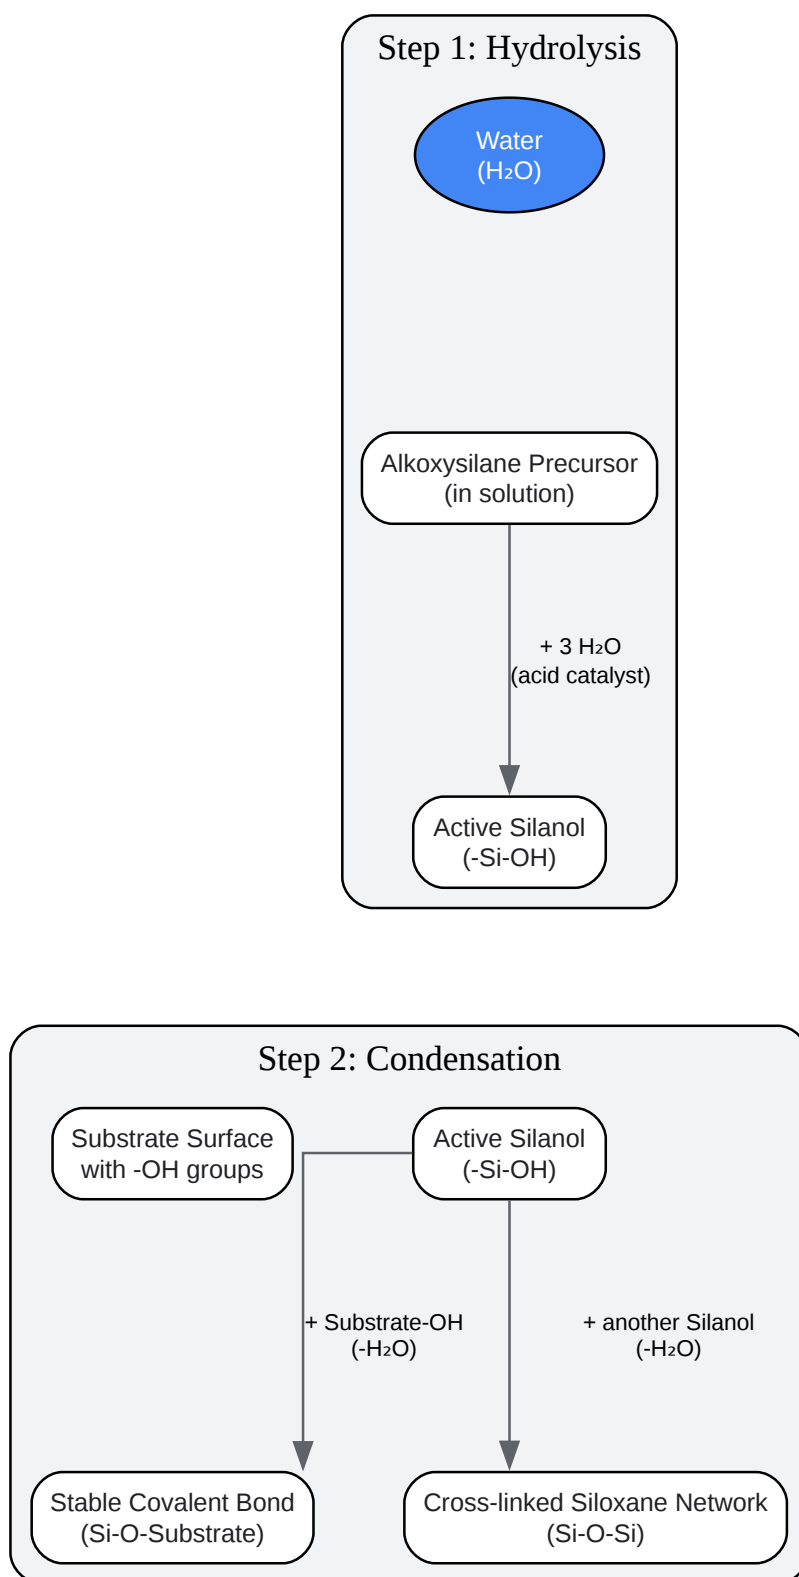 Step 1: Hydrolysis
Water
(H₂O)
Alkoxysilane Precursor
(in solution)
+ 3 H₂O
(acid catalyst)
Active Silanol
(-Si-OH)
Step 2: Condensation
Substrate Surface
with -OH groups
Active Silanol
(-Si-OH)
+ Substrate-OH
(-H₂O)
+ another Silanol
(-H₂O)
Stable Covalent Bond
(Si-O-Substrate)
Cross-linked Siloxane Network
(Si-O-Si)